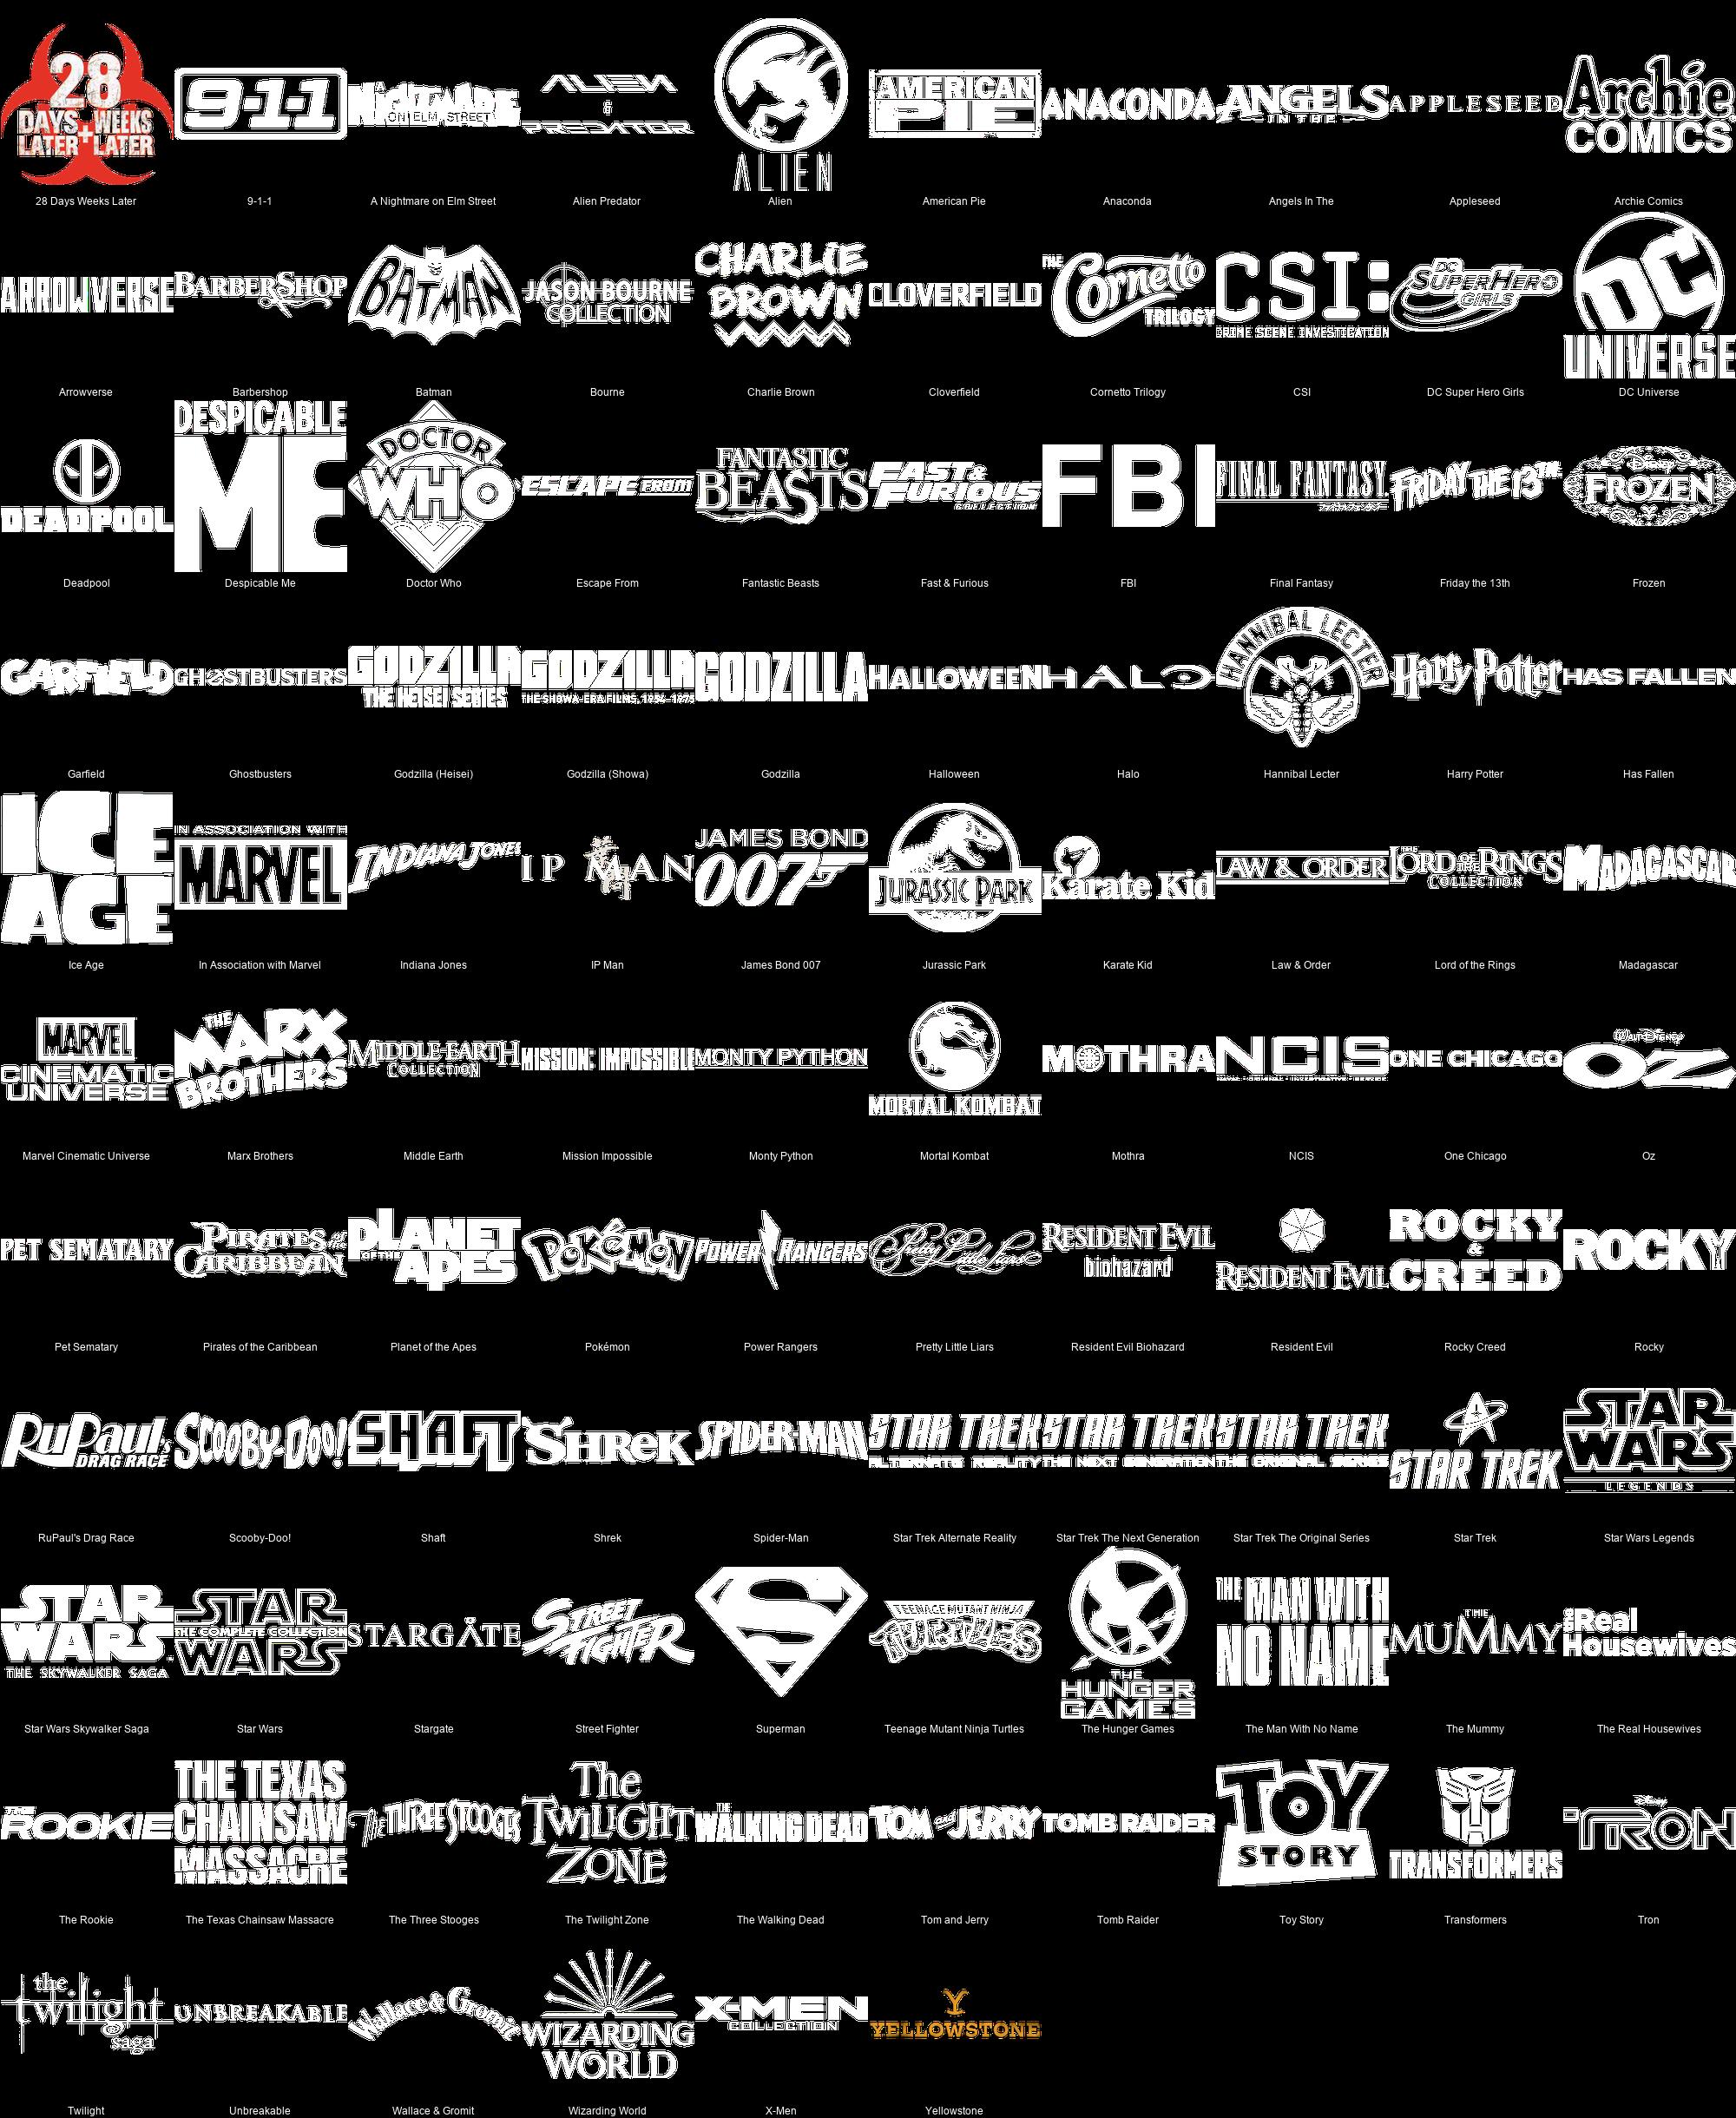 28
DAYS WEEKS
LATER + LATER
9-1-1
A NIGHTMARE
ON ELM STREET
ALIEN
&
PREDATOR
ALIEN
AMERICAN
PIE
ANACONDA
ANGELS
IN THE
APPLESEED
Archie
COMICS
28 Days Weeks Later
9-1-1
A Nightmare on Elm Street
Alien Predator
Alien
American Pie
Anaconda
Angels In The
Appleseed
Archie Comics
ARROWVERSE
BARBERSHOP
BATMAN
JASON BOURNE
COLLECTION
CHARLIE
BROWN
CLOVERFIELD
THE
Cornetto
TRILOGY
CSI:
CRIME SCENE INVESTIGATION
DC
SUPERHERO
GIRLS
DC
UNIVERSE
Arrowverse
Barbershop
Batman
Bourne
Charlie Brown
Cloverfield
Cornetto Trilogy
CSI
DC Super Hero Girls
DC Universe
DEADPOOL
DESPICABLE
ME
DOCTOR
WHO
ESCAPE FROM
FANTASTIC
BEASTS
FAST &
FURIOUS
COLLECTION
FBI
FINAL FANTASY
FRIDAY THE 13TH
DISNEY
FROZEN
Deadpool
Despicable Me
Doctor Who
Escape From
Fantastic Beasts
Fast & Furious
FBI
Final Fantasy
Friday the 13th
Frozen
GARFIELD
GHOSTBUSTERS
GODZILLA
THE HEISEI SERIES
GODZILLA
THE SHOWA-ERA FILMS, 1954-1975
GODZILLA
HALLOWEEN
HALO
HANNIBAL LECTER
Harry Potter
HAS FALLEN
Garfield
Ghostbusters
Godzilla (Heisei)
Godzilla (Showa)
Godzilla
Halloween
Halo
Hannibal Lecter
Harry Potter
Has Fallen
ICE
AGE
IN ASSOCIATION WITH
MARVEL
INDIANA JONES
IP MAN
JAMES BOND
007
JURASSIC PARK
Karate Kid
LAW & ORDER
THE
LORD OF THE RINGS
COLLECTION
MADAGASCAR
Ice Age
In Association with Marvel
Indiana Jones
IP Man
James Bond 007
Jurassic Park
Karate Kid
Law & Order
Lord of the Rings
Madagascar
MARVEL
CINEMATIC
UNIVERSE
THE
MARX
BROTHERS
MIDDLE-EARTH
COLLECTION
MISSION: IMPOSSIBLE
MONTY PYTHON
MORTAL KOMBAT
MOTHRA
NCIS
ONE CHICAGO
WALT DISNEY
OZ
Marvel Cinematic Universe
Marx Brothers
Middle Earth
Mission Impossible
Monty Python
Mortal Kombat
Mothra
NCIS
One Chicago
Oz
PET SEMATARY
PIRATES of the
CARIBBEAN
PLANET
OF THE
APES
POKéMON
POWER RANGERS
Pretty Little Liars
RESIDENT EVIL
biohazard
RESIDENT EVIL
ROCKY
&
CREED
ROCKY
Pet Sematary
Pirates of the Caribbean
Planet of the Apes
Pokémon
Power Rangers
Pretty Little Liars
Resident Evil Biohazard
Resident Evil
Rocky Creed
Rocky
RuPaul's
DRAG RACE
SCOOBY-DOO!
SHAFT
SHREK
SPIDER-MAN
STAR TREK
ALTERNATE REALITY
STAR TREK
THE NEXT GENERATION
STAR TREK
THE ORIGINAL SERIES
STAR TREK
STAR
WARS
LEGENDS
RuPaul's Drag Race
Scooby-Doo!
Shaft
Shrek
Spider-Man
Star Trek Alternate Reality
Star Trek The Next Generation
Star Trek The Original Series
Star Trek
Star Wars Legends
STAR
WARS
THE SKYWALKER SAGA
STAR
THE COMPLETE COLLECTION
WARS
STARGATE
STREET
FIGHTER
S
TEENAGE MUTANT NINJA
TURTLES
THE
HUNGER
GAMES
THE MAN WITH
NO NAME
THE
MUMMY
THE Real
Housewives
Star Wars Skywalker Saga
Star Wars
Stargate
Street Fighter
Superman
Teenage Mutant Ninja Turtles
The Hunger Games
The Man With No Name
The Mummy
The Real Housewives
THE
ROOKIE
THE TEXAS
CHAINSAW
MASSACRE
The THREE STOOGES
The
TWILIGHT
ZONE
THE
WALKING DEAD
TOM and JERRY
TOMB RAIDER
TOY
STORY
TRANSFORMERS
Disney
TRON
The Rookie
The Texas Chainsaw Massacre
The Three Stooges
The Twilight Zone
The Walking Dead
Tom and Jerry
Tomb Raider
Toy Story
Transformers
Tron
the
twilight
saga
UNBREAKABLE
Wallace & Gromit
WIZARDING
WORLD
X-MEN
COLLECTION
Y
YELLOWSTONE
Twilight
Unbreakable
Wallace & Gromit
Wizarding World
X-Men
Yellowstone